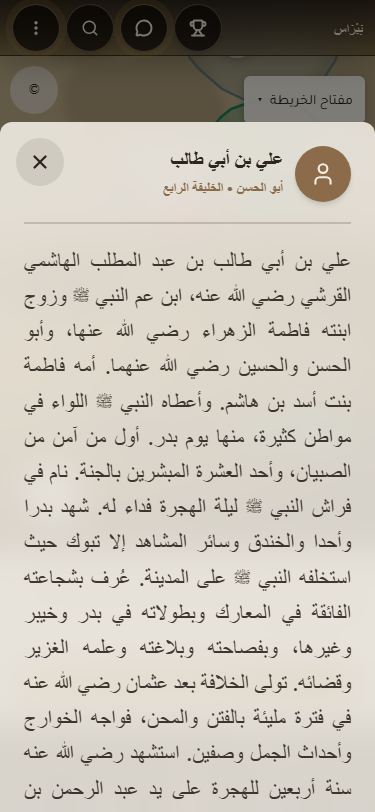 نِبْرَاس
©
مفتاح الخريطة
علي بن أبي طالب
أبو الحسن • الخليفة الرابع
علي بن أبي طالب بن عبد المطلب الهاشمي
القرشي رضي الله عنه، ابن عم النبي ﷺ وزوج
ابنته فاطمة الزهراء رضي الله عنها، وأبو
الحسن والحسين رضي الله عنهما. أمه فاطمة
بنت أسد بن هاشم. وأعطاه النبي ﷺ اللواء في
مواطن كثيرة، منها يوم بدر. أول من آمن من
الصبيان، وأحد العشرة المبشرين بالجنة. نام في
فراش النبي ﷺ ليلة الهجرة فداء له. شهد بدرا
وأحدا والخندق وسائر المشاهد إلا تبوك حيث
استخلفه النبي ﷺ على المدينة. عُرف بشجاعته
الفائقة في المعارك وبطولاته في بدر وخيبر
وغيرها، وبفصاحته وبلاغته وعلمه الغزير
وقضائه. تولى الخلافة بعد عثمان رضي الله عنه
في فترة مليئة بالفتن والمحن، فواجه الخوارج
وأحداث الجمل وصفين. استشهد رضي الله عنه
سنة أربعين للهجرة على يد عبد الرحمن بن